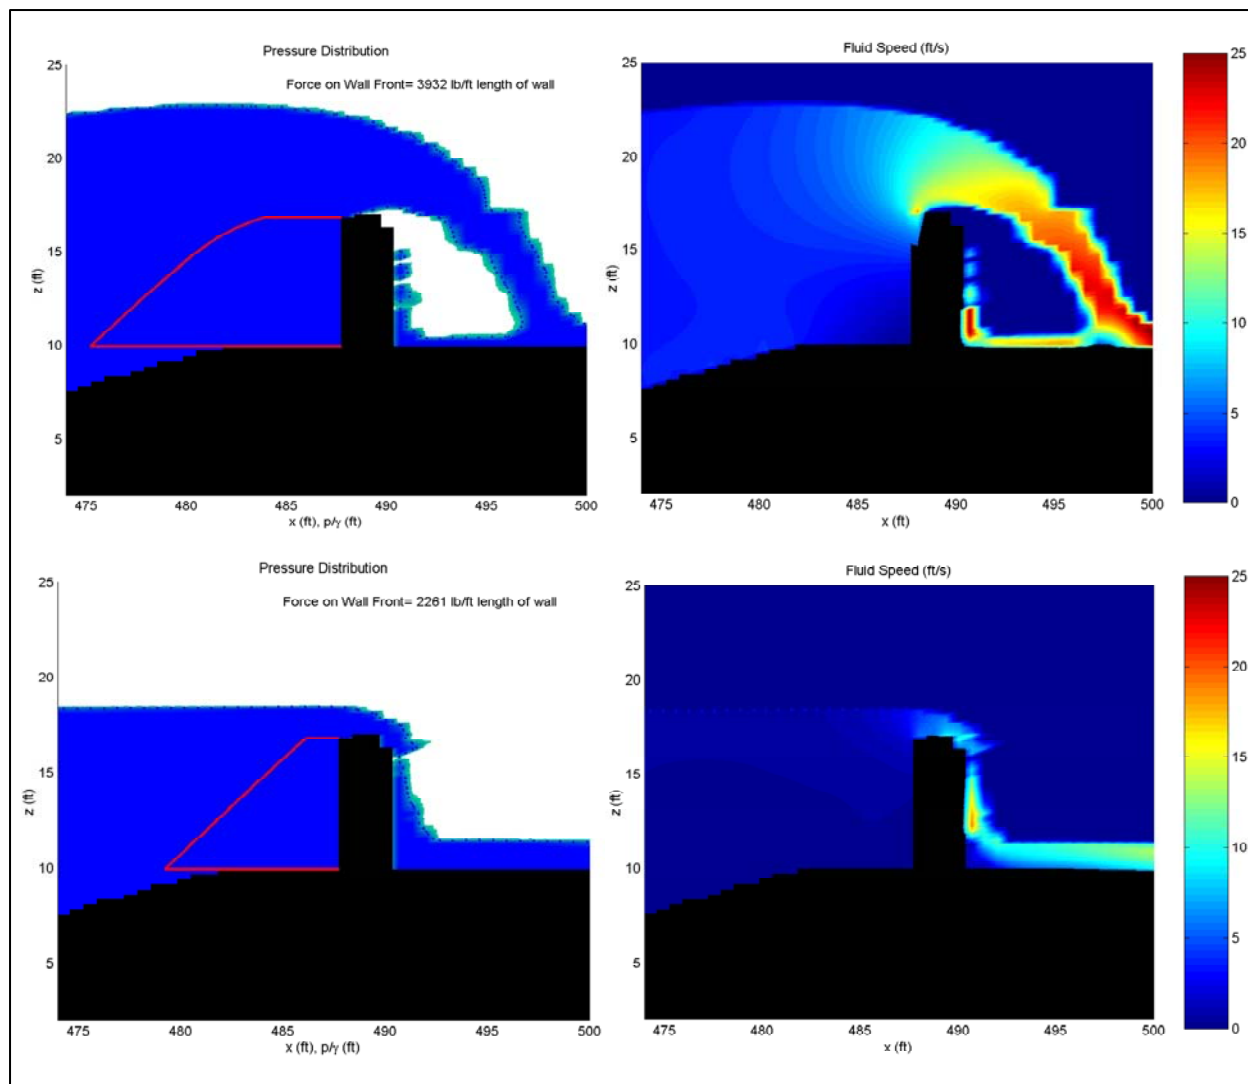 Pressure Distribution
Force on Wall Front= 3932 lb/ft length of wall
25
20
15
10
5
z (ft)
475 480 485 490 495 500
x (ft), p/γ (ft)
Fluid Speed (ft/s)
25
20
15
10
5
z (ft)
475 480 485 490 495 500
x (ft)
25
20
15
10
5
0
Pressure Distribution
Force on Wall Front= 2261 lb/ft length of wall
25
20
15
10
5
z (ft)
475 480 485 490 495 500
x (ft), p/γ (ft)
Fluid Speed (ft/s)
25
20
15
10
5
z (ft)
475 480 485 490 495 500
x (ft)
25
20
15
10
5
0